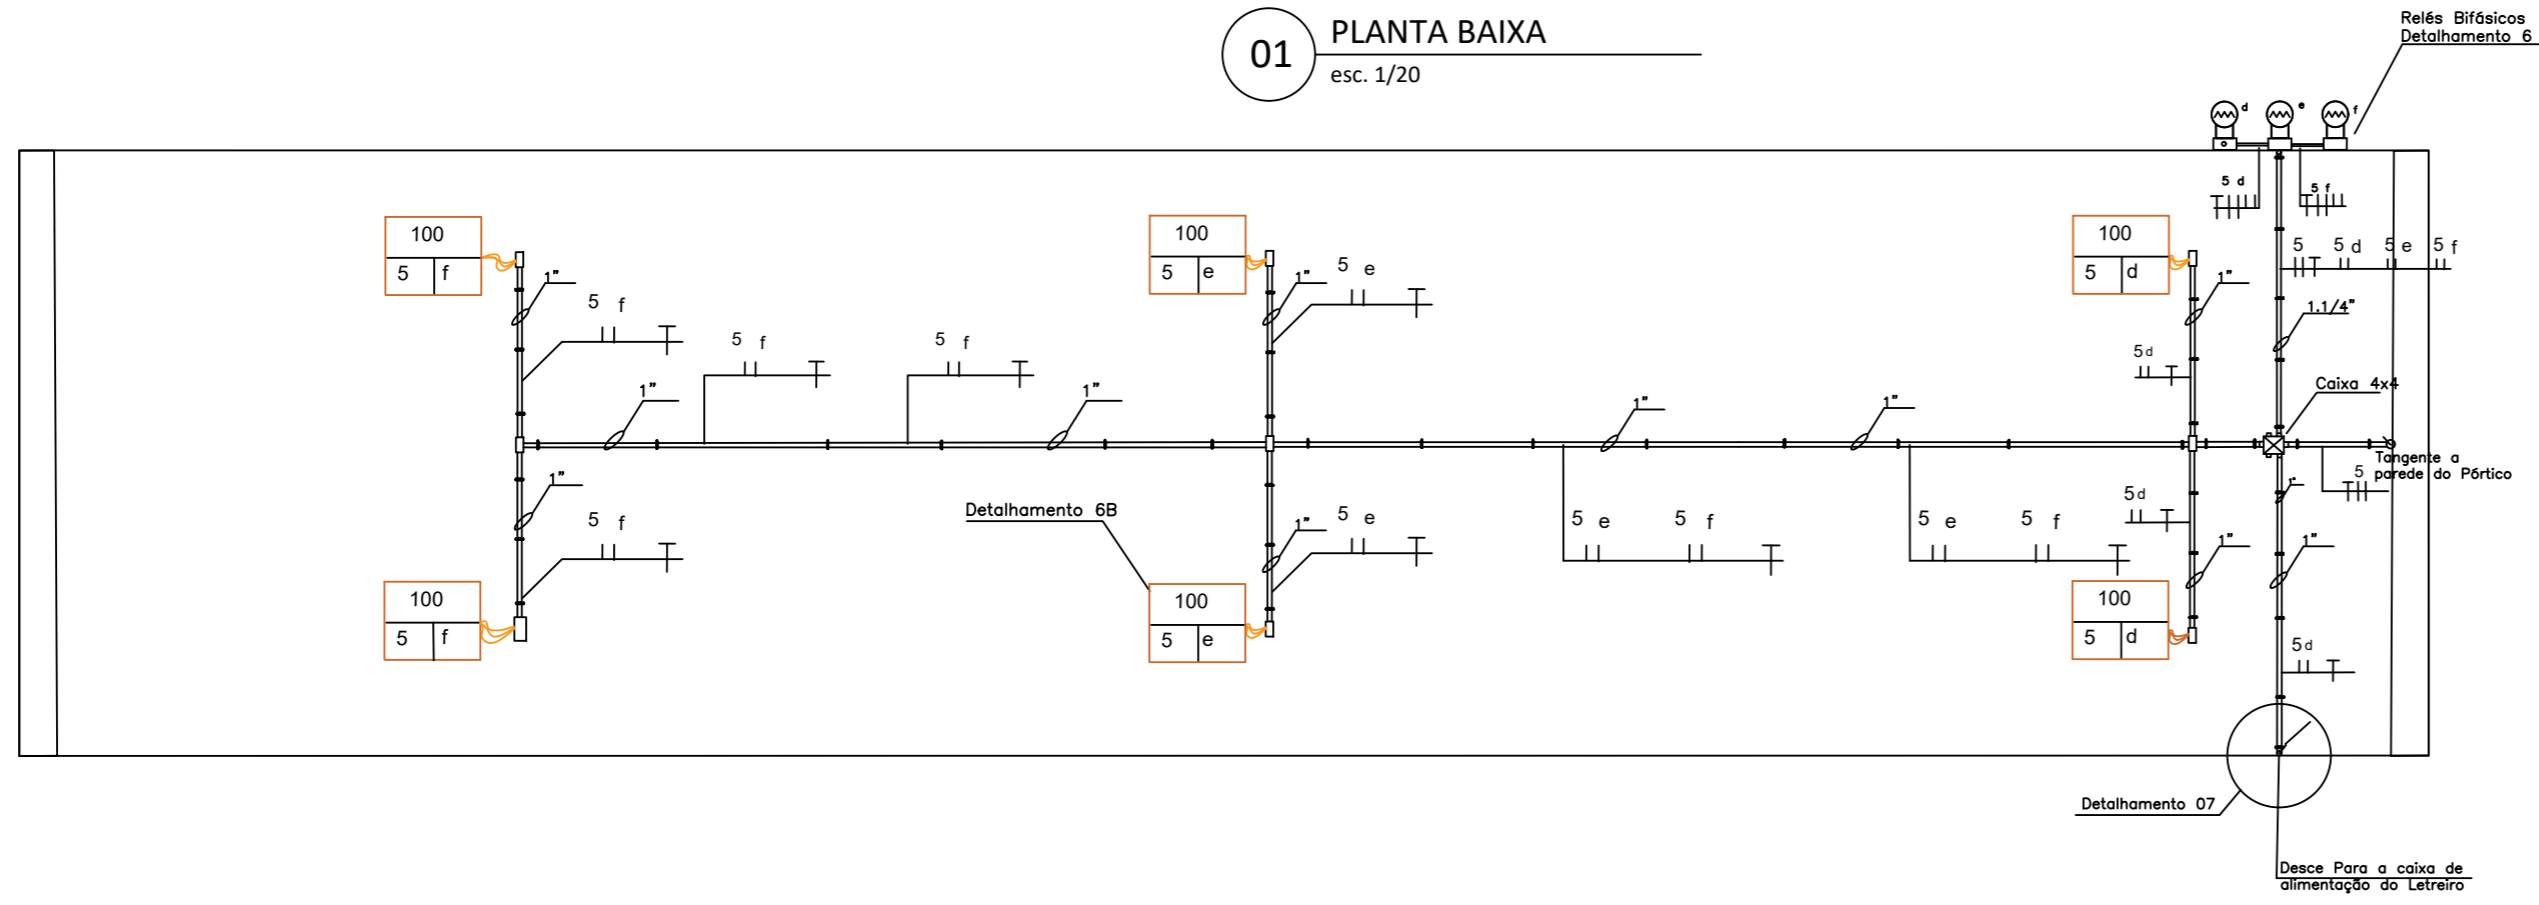 01
PLANTA BAIXA
esc. 1/20
Relés Bifásicos
Detalhamento 6
d
e
f
5 d
5 f
100
5 f
100
5 e
100
5 d
5
5 d
5 e
5 f
1"
1"
1"
5 f
5 e
1.1/4"
5 f
5 f
5d
Caixa 4x4
1"
1"
1"
1"
Tangente a
parede do Pórtico
5
1"
1"
5 f
Detalhamento 6B
1"
5 e
5 e
5 f
5 e
5 f
5d
1"
1"
100
5 f
100
5 e
100
5 d
5d
Detalhamento 07
Desce Para a caixa de
alimentação do Letreiro